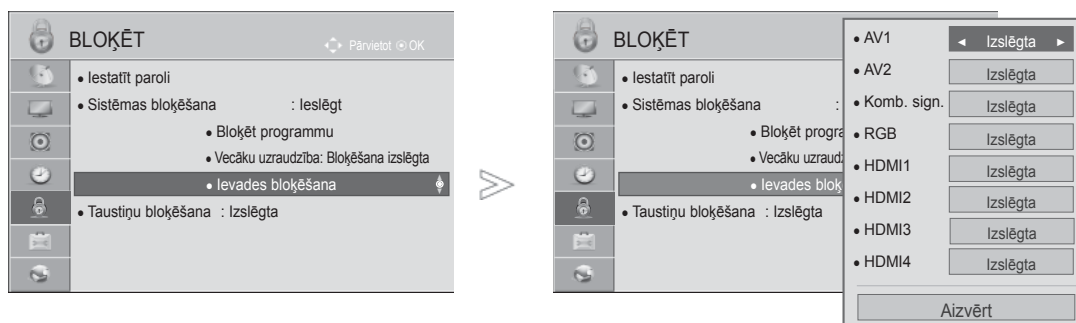 BLOĶĒT
Pārvietot OK
• Iestatīt paroli
• Sistēmas bloķēšana : Ieslēgt
• Bloķēt programmu
• Vecāku uzraudzība: Bloķēšana izslēgta
• Ievades bloķēšana
• Taustiņu bloķēšana : Izslēgta
BLOĶĒT
• Iestatīt paroli
• Sistēmas bloķēšana :
• Bloķēt progra
• Vecāku uzraudz
• Ievades blok
• Taustiņu bloķēšana : Izslēgta
• AV1 ◄ Izslēgta ►
• AV2 Izslēgta
• Komb. sign. Izslēgta
• RGB Izslēgta
• HDMI1 Izslēgta
• HDMI2 Izslēgta
• HDMI3 Izslēgta
• HDMI4 Izslēgta
Aizvērt